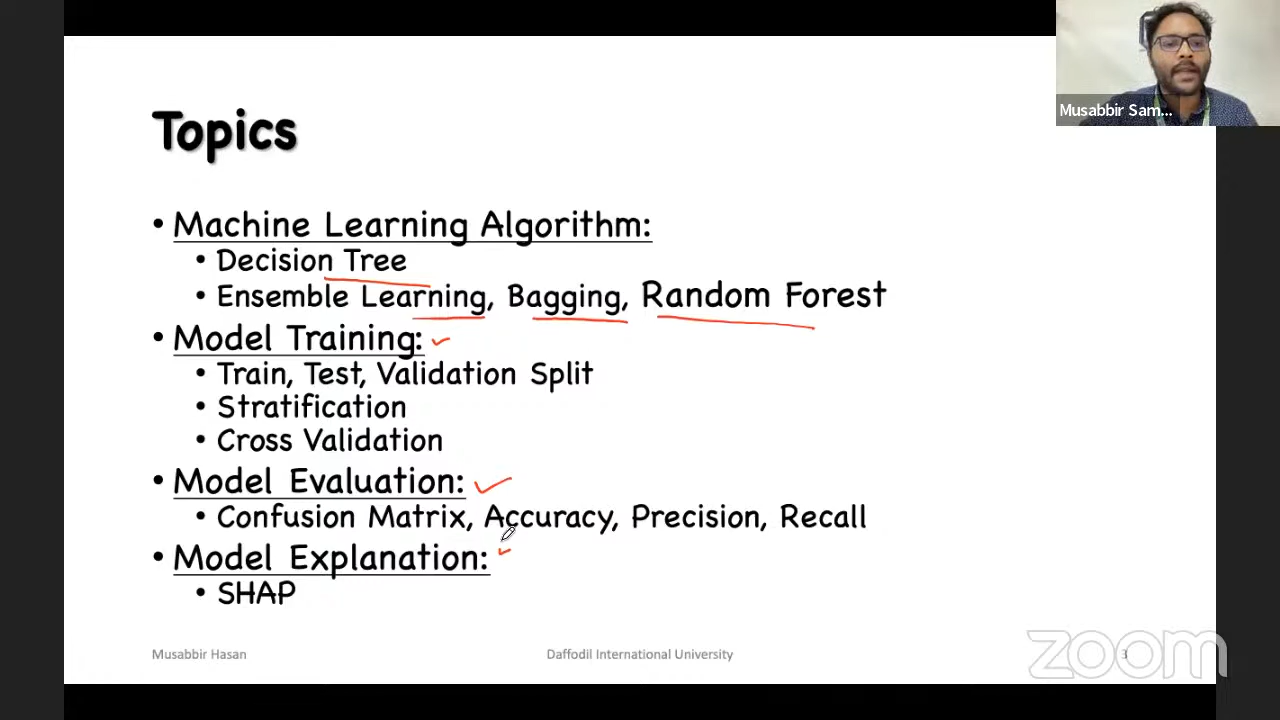 Musabbir Sam...
Topics
• Machine Learning Algorithm:
• Decision Tree
• Ensemble Learning, Bagging, Random Forest
• Model Training:
• Train, Test, Validation Split
• Stratification
• Cross Validation
• Model Evaluation:
• Confusion Matrix, Accuracy, Precision, Recall
• Model Explanation:
• SHAP
Musabbir Hasan
Daffodil International University
3
zoom